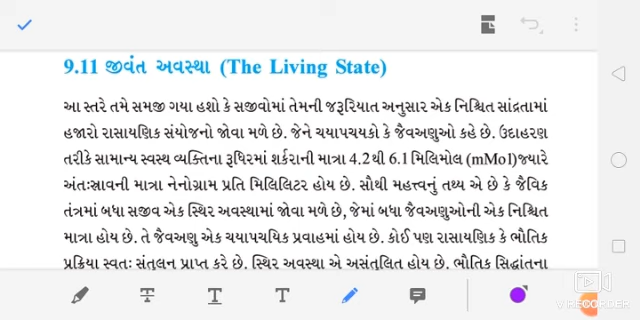 9.11 જીવંત અવસ્થા (The Living State)
આ સ્તરે તમે સમજી ગયા હશો કે સજીવોમાં તેમની જરૂરિયાત અનુસાર એક નિશ્ચિત સાંદ્રતામાં
હજારો રાસાયણિક સંયોજનો જોવા મળે છે. જેને ચયાપચયકો કે જૈવઅણુઓ કહે છે. ઉદાહરણ
તરીકે સામાન્ય સ્વસ્થ વ્યક્તિના રુધિરમાં શર્કરાની માત્રા 4.2થી 6.1 મિલિમોલ (mMol)જ્યારે
અંતઃસ્રાવની માત્રા નેનોગ્રામ પ્રતિ મિલિલિટર હોય છે. સૌથી મહત્ત્વનું તથ્ય એ છે કે જૈવિક
તંત્રમાં બધા સજીવ એક સ્થિર અવસ્થામાં જોવા મળે છે, જેમાં બધા જૈવઅણુઓની એક નિશ્ચિત
માત્રા હોય છે. તે જૈવઅણુ એક ચયાપચયિક પ્રવાહમાં હોય છે. કોઈ પણ રાસાયણિક કે ભૌતિક
પ્રક્રિયા સ્વતઃ સંતુલન પ્રાપ્ત કરે છે. સ્થિર અવસ્થા એ અસંતુલિત હોય છે. ભૌતિક સિદ્ધાંતના
T T T
V RECORDER